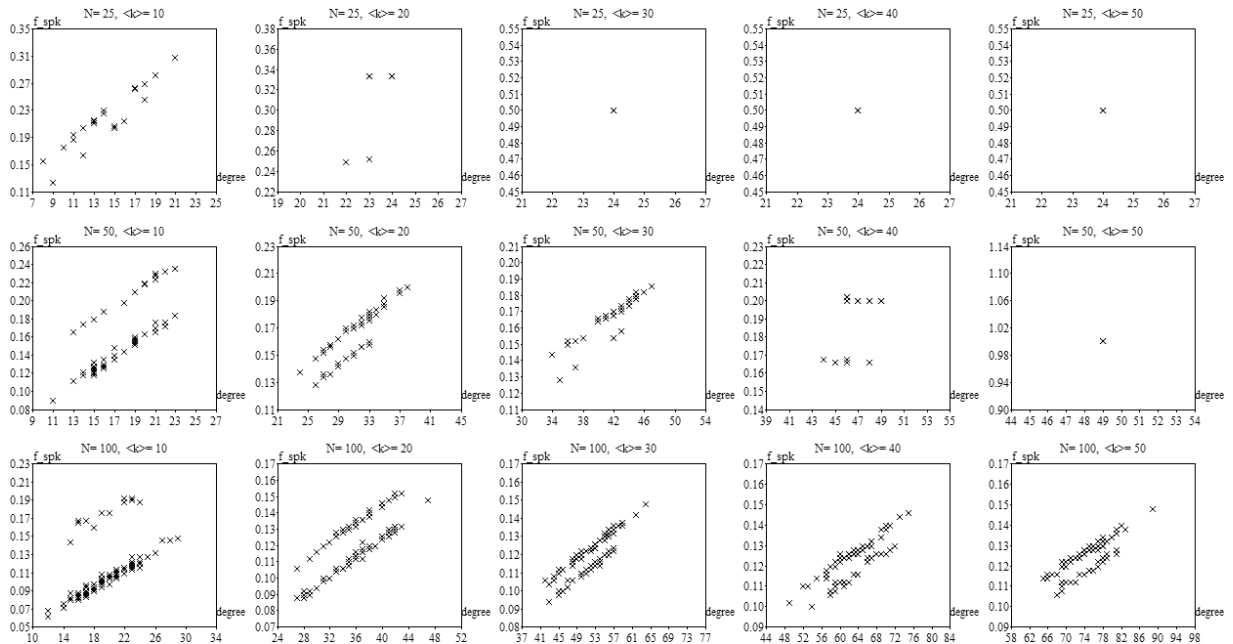 N= 25, <k>= 10
f_spk
0.35
0.31
0.27
0.23
0.19
0.15
0.11
degree
7 9 11 13 15 17 19 21 23 25
N= 25, <k>= 20
f_spk
0.38
0.36
0.34
0.32
0.30
0.28
0.26
0.24
0.22
degree
19 20 21 22 23 24 25 26 27
N= 25, <k>= 30
f_spk
0.55
0.54
0.53
0.52
0.51
0.50
0.49
0.48
0.47
0.46
0.45
degree
21 22 23 24 25 26 27
N= 25, <k>= 40
f_spk
0.55
0.54
0.53
0.52
0.51
0.50
0.49
0.48
0.47
0.46
0.45
degree
21 22 23 24 25 26 27
N= 25, <k>= 50
f_spk
0.55
0.54
0.53
0.52
0.51
0.50
0.49
0.48
0.47
0.46
0.45
degree
21 22 23 24 25 26 27
N= 50, <k>= 10
f_spk
0.26
0.24
0.22
0.20
0.18
0.16
0.14
0.12
0.10
0.08
degree
9 11 13 15 17 19 21 23 25 27
N= 50, <k>= 20
f_spk
0.23
0.21
0.19
0.17
0.15
0.13
0.11
degree
21 25 29 33 37 41 45
N= 50, <k>= 30
f_spk
0.21
0.20
0.19
0.18
0.17
0.16
0.15
0.14
0.13
0.12
0.11
degree
30 34 38 42 46 50 54
N= 50, <k>= 40
f_spk
0.23
0.22
0.21
0.20
0.19
0.18
0.17
0.16
0.15
0.14
degree
39 41 43 45 47 49 51 53 55
N= 50, <k>= 50
f_spk
1.14
1.10
1.06
1.02
0.98
0.94
0.90
degree
44 45 46 47 48 49 50 51 52 53 54
N= 100, <k>= 10
f_spk
0.23
0.21
0.19
0.17
0.15
0.13
0.11
0.09
0.07
0.05
degree
10 14 18 22 26 30 34
N= 100, <k>= 20
f_spk
0.17
0.16
0.15
0.14
0.13
0.12
0.11
0.10
0.09
0.08
0.07
degree
24 28 32 36 40 44 48 52
N= 100, <k>= 30
f_spk
0.17
0.16
0.15
0.14
0.13
0.12
0.11
0.10
0.09
0.08
degree
37 41 45 49 53 57 61 65 69 73 77
N= 100, <k>= 40
f_spk
0.17
0.16
0.15
0.14
0.13
0.12
0.11
0.10
0.09
degree
44 48 52 56 60 64 68 72 76 80 84
N= 100, <k>= 50
f_spk
0.17
0.16
0.15
0.14
0.13
0.12
0.11
0.10
0.09
degree
58 62 66 70 74 78 82 86 90 94 98